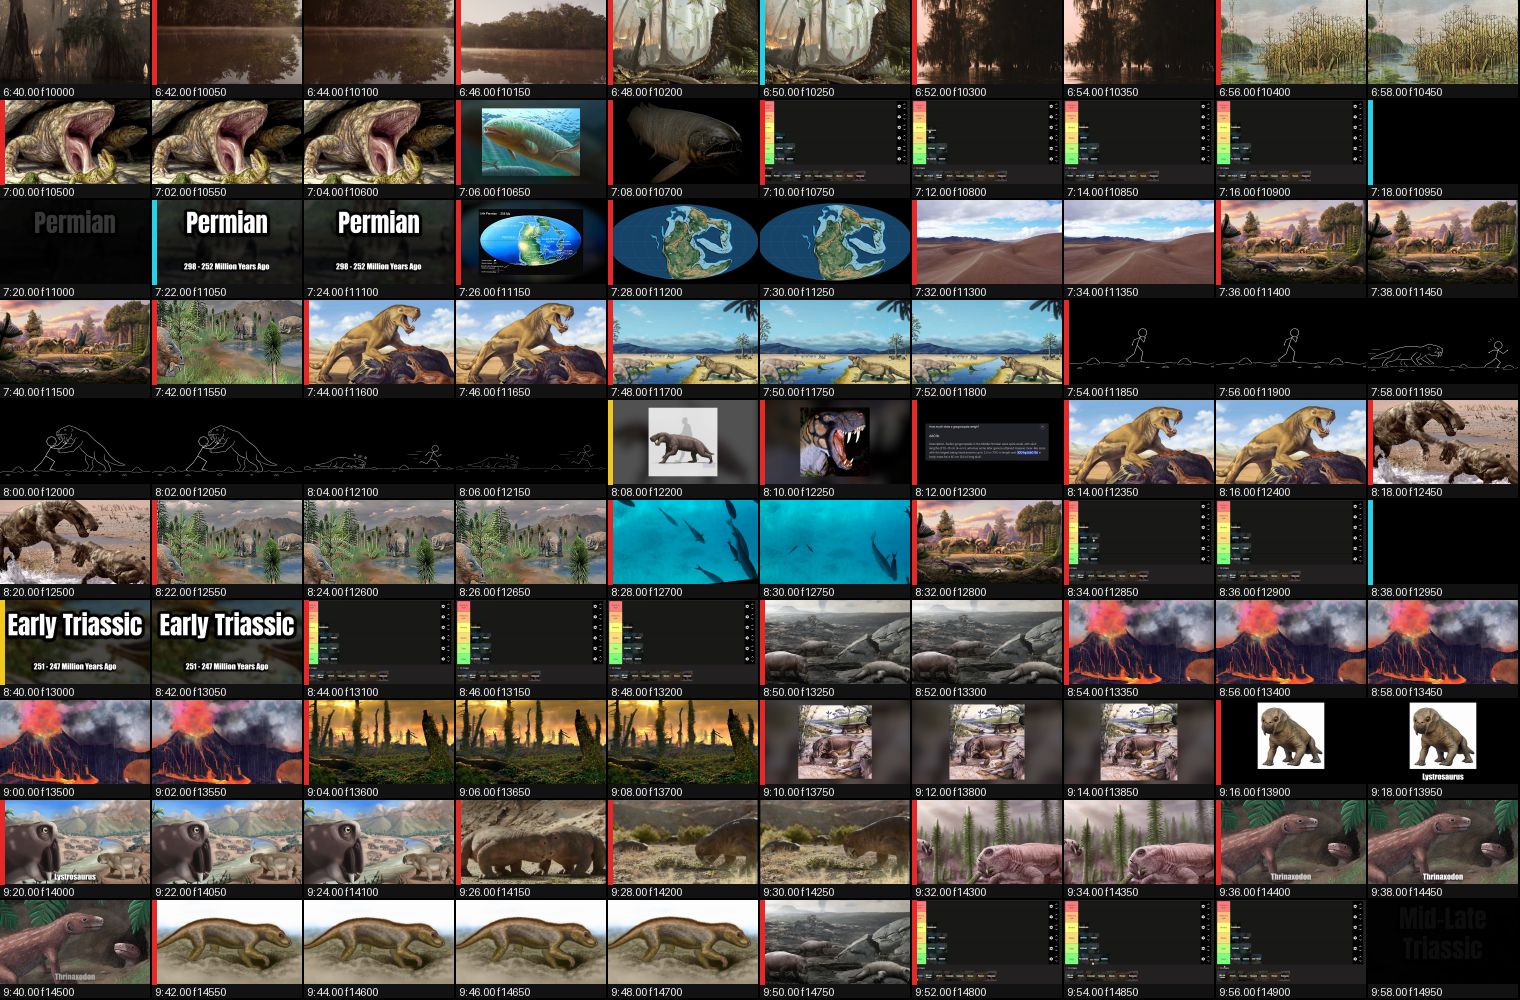 6:40.00 f10000 6:42.00 f10050 6:44.00 f10100 6:46.00 f10150 6:48.00 f10200 6:50.00 f10250 6:52.00 f10300 6:54.00 f10350 6:56.00 f10400 6:58.00 f10450
7:00.00 f10500 7:02.00 f10550 7:04.00 f10600 7:06.00 f10650 7:08.00 f10700 7:10.00 f10750 7:12.00 f10800 7:14.00 f10850 7:16.00 f10900 7:18.00 f10950
Permian Permian Permian
298 - 252 Million Years Ago 298 - 252 Million Years Ago
7:20.00 f11000 7:22.00 f11050 7:24.00 f11100 7:26.00 f11150 7:28.00 f11200 7:30.00 f11250 7:32.00 f11300 7:34.00 f11350 7:36.00 f11400 7:38.00 f11450
7:40.00 f11500 7:42.00 f11550 7:44.00 f11600 7:46.00 f11650 7:48.00 f11700 7:50.00 f11750 7:52.00 f11800 7:54.00 f11850 7:56.00 f11900 7:58.00 f11950
8:00.00 f12000 8:02.00 f12050 8:04.00 f12100 8:06.00 f12150 8:08.00 f12200 8:10.00 f12250 8:12.00 f12300 8:14.00 f12350 8:16.00 f12400 8:18.00 f12450
8:20.00 f12500 8:22.00 f12550 8:24.00 f12600 8:26.00 f12650 8:28.00 f12700 8:30.00 f12750 8:32.00 f12800 8:34.00 f12850 8:36.00 f12900 8:38.00 f12950
Early Triassic Early Triassic
251 - 247 Million Years Ago 251 - 247 Million Years Ago
8:40.00 f13000 8:42.00 f13050 8:44.00 f13100 8:46.00 f13150 8:48.00 f13200 8:50.00 f13250 8:52.00 f13300 8:54.00 f13350 8:56.00 f13400 8:58.00 f13450
Lystrosaurus
9:00.00 f13500 9:02.00 f13550 9:04.00 f13600 9:06.00 f13650 9:08.00 f13700 9:10.00 f13750 9:12.00 f13800 9:14.00 f13850 9:16.00 f13900 9:18.00 f13950
Lystrosaurus Thrinaxodon Thrinaxodon
9:20.00 f14000 9:22.00 f14050 9:24.00 f14100 9:26.00 f14150 9:28.00 f14200 9:30.00 f14250 9:32.00 f14300 9:34.00 f14350 9:36.00 f14400 9:38.00 f14450
Mid-Late
Triassic
Thrinaxodon
9:40.00 f14500 9:42.00 f14550 9:44.00 f14600 9:46.00 f14650 9:48.00 f14700 9:50.00 f14750 9:52.00 f14800 9:54.00 f14850 9:56.00 f14900 9:58.00 f14950